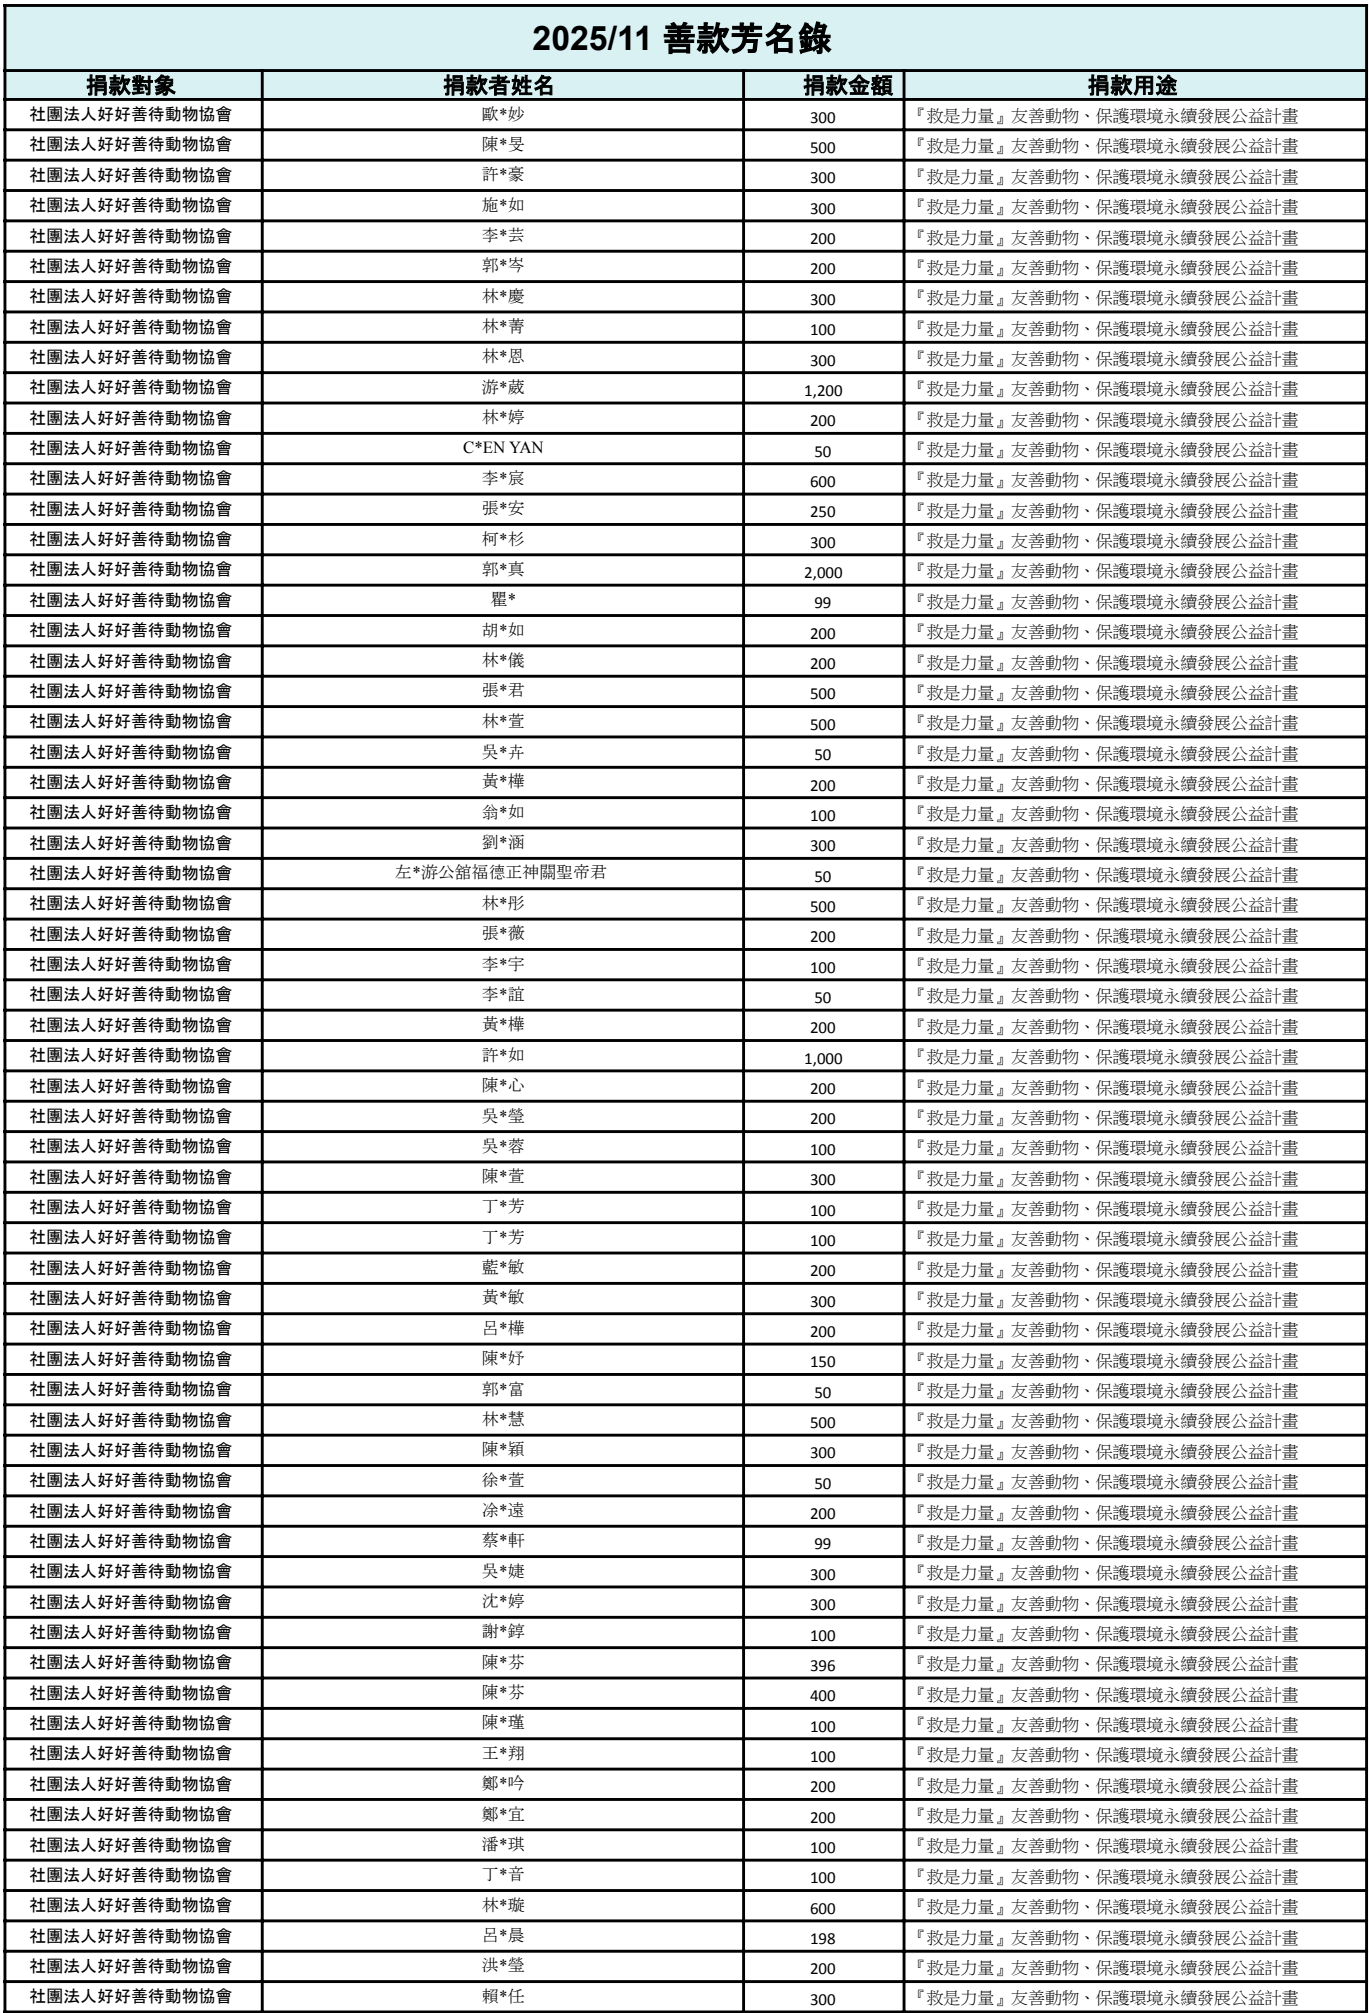 2025/11 善款芳名錄
捐款對象 捐款者姓名 捐款金額 捐款用途
社團法人好好善待動物協會 歐*妙 300 『救是力量』友善動物、保護環境永續發展公益計畫
社團法人好好善待動物協會 陳*旻 500 『救是力量』友善動物、保護環境永續發展公益計畫
社團法人好好善待動物協會 許*豪 300 『救是力量』友善動物、保護環境永續發展公益計畫
社團法人好好善待動物協會 施*如 300 『救是力量』友善動物、保護環境永續發展公益計畫
社團法人好好善待動物協會 李*芸 200 『救是力量』友善動物、保護環境永續發展公益計畫
社團法人好好善待動物協會 郭*岑 200 『救是力量』友善動物、保護環境永續發展公益計畫
社團法人好好善待動物協會 林*慶 300 『救是力量』友善動物、保護環境永續發展公益計畫
社團法人好好善待動物協會 林*菁 100 『救是力量』友善動物、保護環境永續發展公益計畫
社團法人好好善待動物協會 林*恩 300 『救是力量』友善動物、保護環境永續發展公益計畫
社團法人好好善待動物協會 游*葳 1,200 『救是力量』友善動物、保護環境永續發展公益計畫
社團法人好好善待動物協會 林*婷 200 『救是力量』友善動物、保護環境永續發展公益計畫
社團法人好好善待動物協會 C*EN YAN 50 『救是力量』友善動物、保護環境永續發展公益計畫
社團法人好好善待動物協會 李*宸 600 『救是力量』友善動物、保護環境永續發展公益計畫
社團法人好好善待動物協會 張*安 250 『救是力量』友善動物、保護環境永續發展公益計畫
社團法人好好善待動物協會 柯*杉 300 『救是力量』友善動物、保護環境永續發展公益計畫
社團法人好好善待動物協會 郭*真 2,000 『救是力量』友善動物、保護環境永續發展公益計畫
社團法人好好善待動物協會 瞿* 99 『救是力量』友善動物、保護環境永續發展公益計畫
社團法人好好善待動物協會 胡*如 200 『救是力量』友善動物、保護環境永續發展公益計畫
社團法人好好善待動物協會 林*儀 200 『救是力量』友善動物、保護環境永續發展公益計畫
社團法人好好善待動物協會 張*君 500 『救是力量』友善動物、保護環境永續發展公益計畫
社團法人好好善待動物協會 林*萱 500 『救是力量』友善動物、保護環境永續發展公益計畫
社團法人好好善待動物協會 吳*卉 50 『救是力量』友善動物、保護環境永續發展公益計畫
社團法人好好善待動物協會 黃*樺 200 『救是力量』友善動物、保護環境永續發展公益計畫
社團法人好好善待動物協會 翁*如 100 『救是力量』友善動物、保護環境永續發展公益計畫
社團法人好好善待動物協會 劉*涵 300 『救是力量』友善動物、保護環境永續發展公益計畫
社團法人好好善待動物協會 左*游公舘福德正神關聖帝君 50 『救是力量』友善動物、保護環境永續發展公益計畫
社團法人好好善待動物協會 林*彤 500 『救是力量』友善動物、保護環境永續發展公益計畫
社團法人好好善待動物協會 張*薇 200 『救是力量』友善動物、保護環境永續發展公益計畫
社團法人好好善待動物協會 李*宇 100 『救是力量』友善動物、保護環境永續發展公益計畫
社團法人好好善待動物協會 李*誼 50 『救是力量』友善動物、保護環境永續發展公益計畫
社團法人好好善待動物協會 黃*樺 200 『救是力量』友善動物、保護環境永續發展公益計畫
社團法人好好善待動物協會 許*如 1,000 『救是力量』友善動物、保護環境永續發展公益計畫
社團法人好好善待動物協會 陳*心 200 『救是力量』友善動物、保護環境永續發展公益計畫
社團法人好好善待動物協會 吳*瑩 200 『救是力量』友善動物、保護環境永續發展公益計畫
社團法人好好善待動物協會 吳*蓉 100 『救是力量』友善動物、保護環境永續發展公益計畫
社團法人好好善待動物協會 陳*萱 300 『救是力量』友善動物、保護環境永續發展公益計畫
社團法人好好善待動物協會 丁*芳 100 『救是力量』友善動物、保護環境永續發展公益計畫
社團法人好好善待動物協會 丁*芳 100 『救是力量』友善動物、保護環境永續發展公益計畫
社團法人好好善待動物協會 藍*敏 200 『救是力量』友善動物、保護環境永續發展公益計畫
社團法人好好善待動物協會 黃*敏 300 『救是力量』友善動物、保護環境永續發展公益計畫
社團法人好好善待動物協會 呂*樺 200 『救是力量』友善動物、保護環境永續發展公益計畫
社團法人好好善待動物協會 陳*妤 150 『救是力量』友善動物、保護環境永續發展公益計畫
社團法人好好善待動物協會 郭*富 50 『救是力量』友善動物、保護環境永續發展公益計畫
社團法人好好善待動物協會 林*慧 500 『救是力量』友善動物、保護環境永續發展公益計畫
社團法人好好善待動物協會 陳*穎 300 『救是力量』友善動物、保護環境永續發展公益計畫
社團法人好好善待動物協會 徐*萱 50 『救是力量』友善動物、保護環境永續發展公益計畫
社團法人好好善待動物協會 涂*遠 200 『救是力量』友善動物、保護環境永續發展公益計畫
社團法人好好善待動物協會 蔡*軒 99 『救是力量』友善動物、保護環境永續發展公益計畫
社團法人好好善待動物協會 吳*婕 300 『救是力量』友善動物、保護環境永續發展公益計畫
社團法人好好善待動物協會 沈*婷 300 『救是力量』友善動物、保護環境永續發展公益計畫
社團法人好好善待動物協會 謝*錞 100 『救是力量』友善動物、保護環境永續發展公益計畫
社團法人好好善待動物協會 陳*芬 396 『救是力量』友善動物、保護環境永續發展公益計畫
社團法人好好善待動物協會 陳*芬 400 『救是力量』友善動物、保護環境永續發展公益計畫
社團法人好好善待動物協會 陳*瑾 100 『救是力量』友善動物、保護環境永續發展公益計畫
社團法人好好善待動物協會 王*翔 100 『救是力量』友善動物、保護環境永續發展公益計畫
社團法人好好善待動物協會 鄭*吟 200 『救是力量』友善動物、保護環境永續發展公益計畫
社團法人好好善待動物協會 鄭*宜 200 『救是力量』友善動物、保護環境永續發展公益計畫
社團法人好好善待動物協會 潘*琪 100 『救是力量』友善動物、保護環境永續發展公益計畫
社團法人好好善待動物協會 丁*音 100 『救是力量』友善動物、保護環境永續發展公益計畫
社團法人好好善待動物協會 林*璇 600 『救是力量』友善動物、保護環境永續發展公益計畫
社團法人好好善待動物協會 呂*晨 198 『救是力量』友善動物、保護環境永續發展公益計畫
社團法人好好善待動物協會 洪*瑩 200 『救是力量』友善動物、保護環境永續發展公益計畫
社團法人好好善待動物協會 賴*任 300 『救是力量』友善動物、保護環境永續發展公益計畫